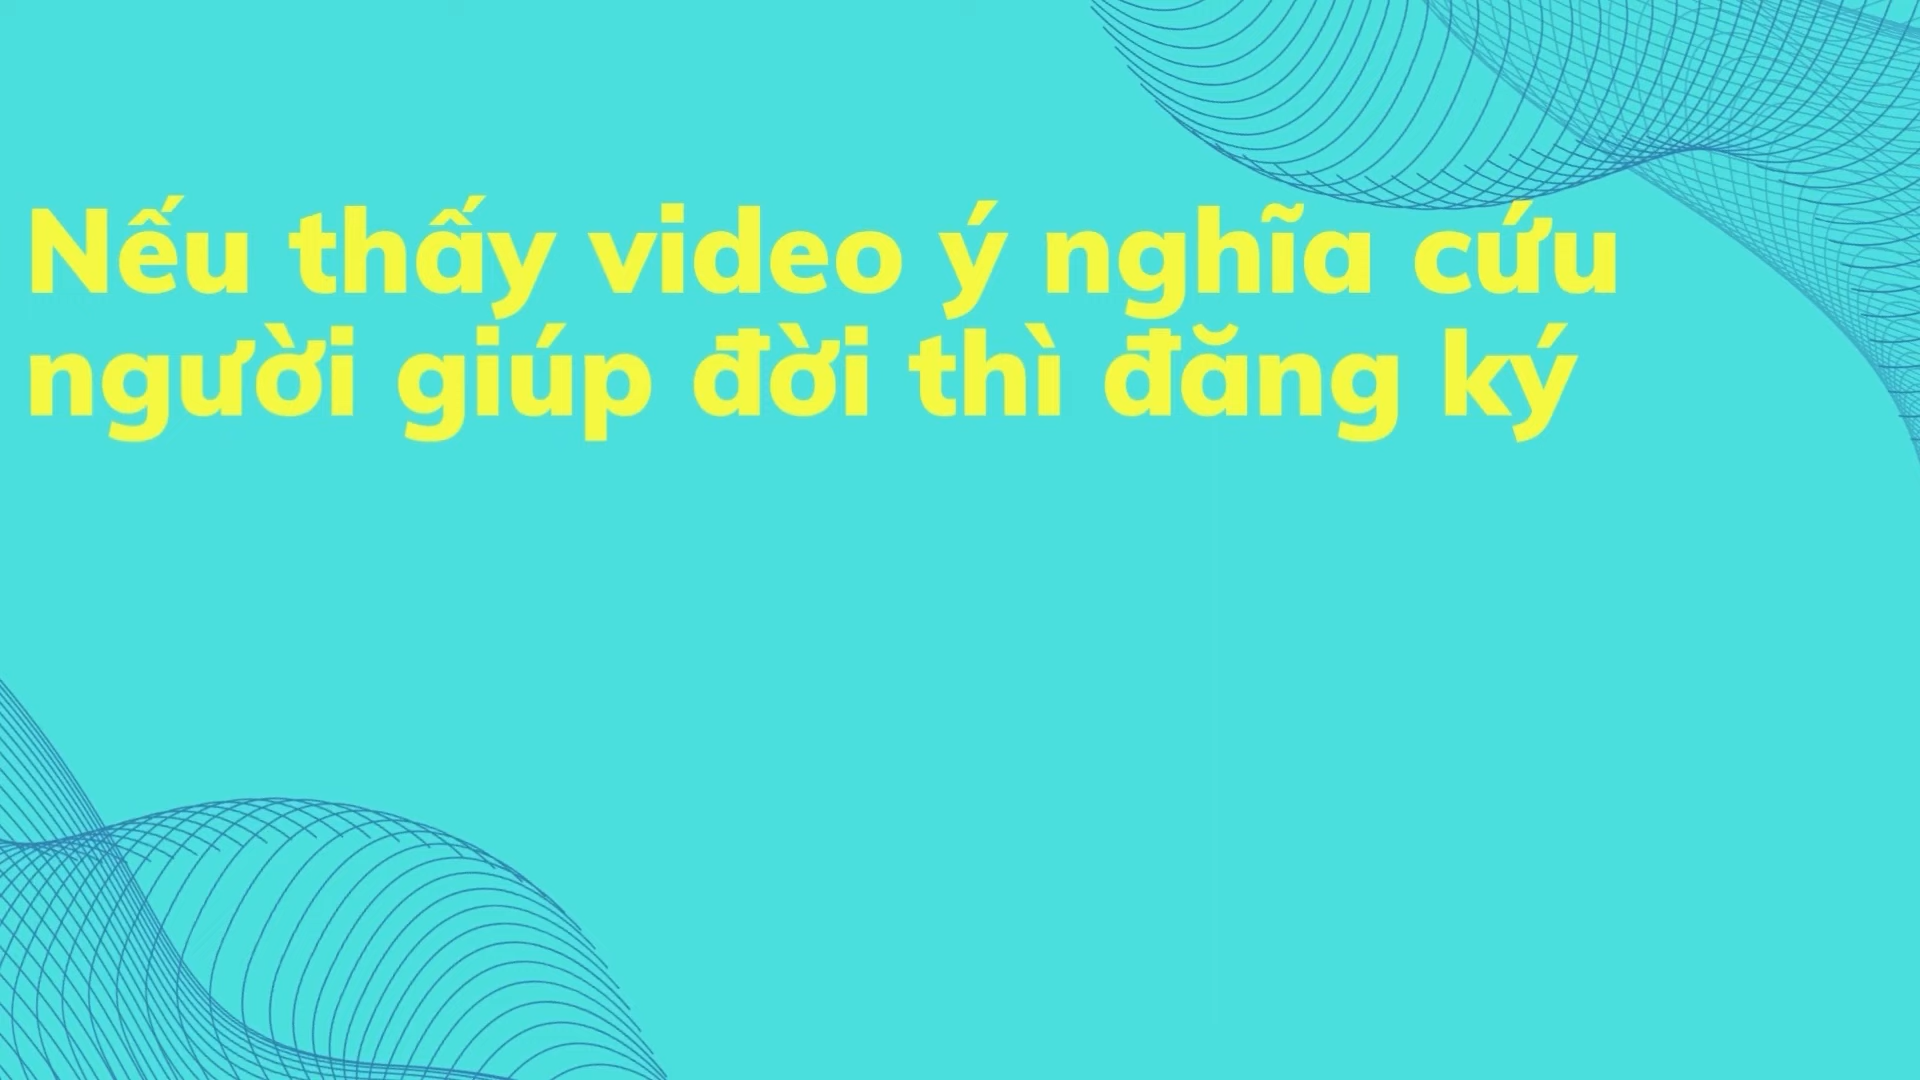 Nếu thấy video ý nghĩa cứu
người giúp đời thì đăng ký